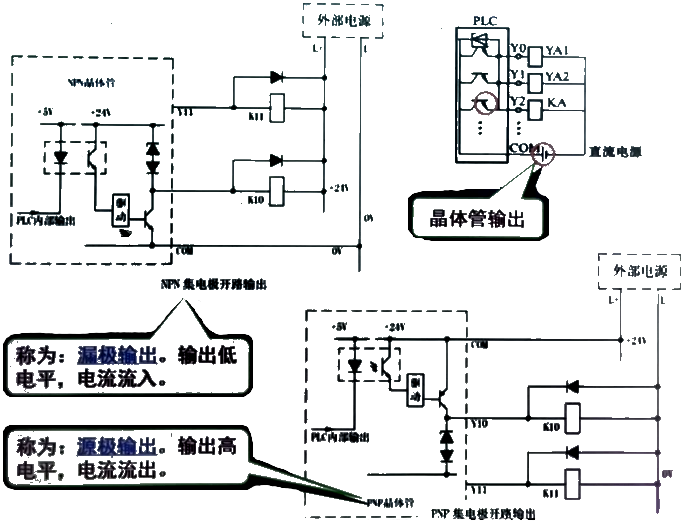 外部电源
L+
L
NPN晶体管
+5V
+24V
Y11
K11
K10
+24V
驱动
PLC内部输出
0V
COM
0V
NPN 集电极开路输出
PLC
Y0
YA1
Y1
YA2
Y2
KA
COM
直流电源
晶体管输出
称为：漏极输出。输出低
电平，电流流入。
外部电源
L+
L
+5V
+24V
COM
+24V
驱动
PLC内部输出
Y10
K10
Y11
K11
0V
称为：源极输出。输出高
电平，电流流出。
PNP晶体管
PNP 集电极开路输出